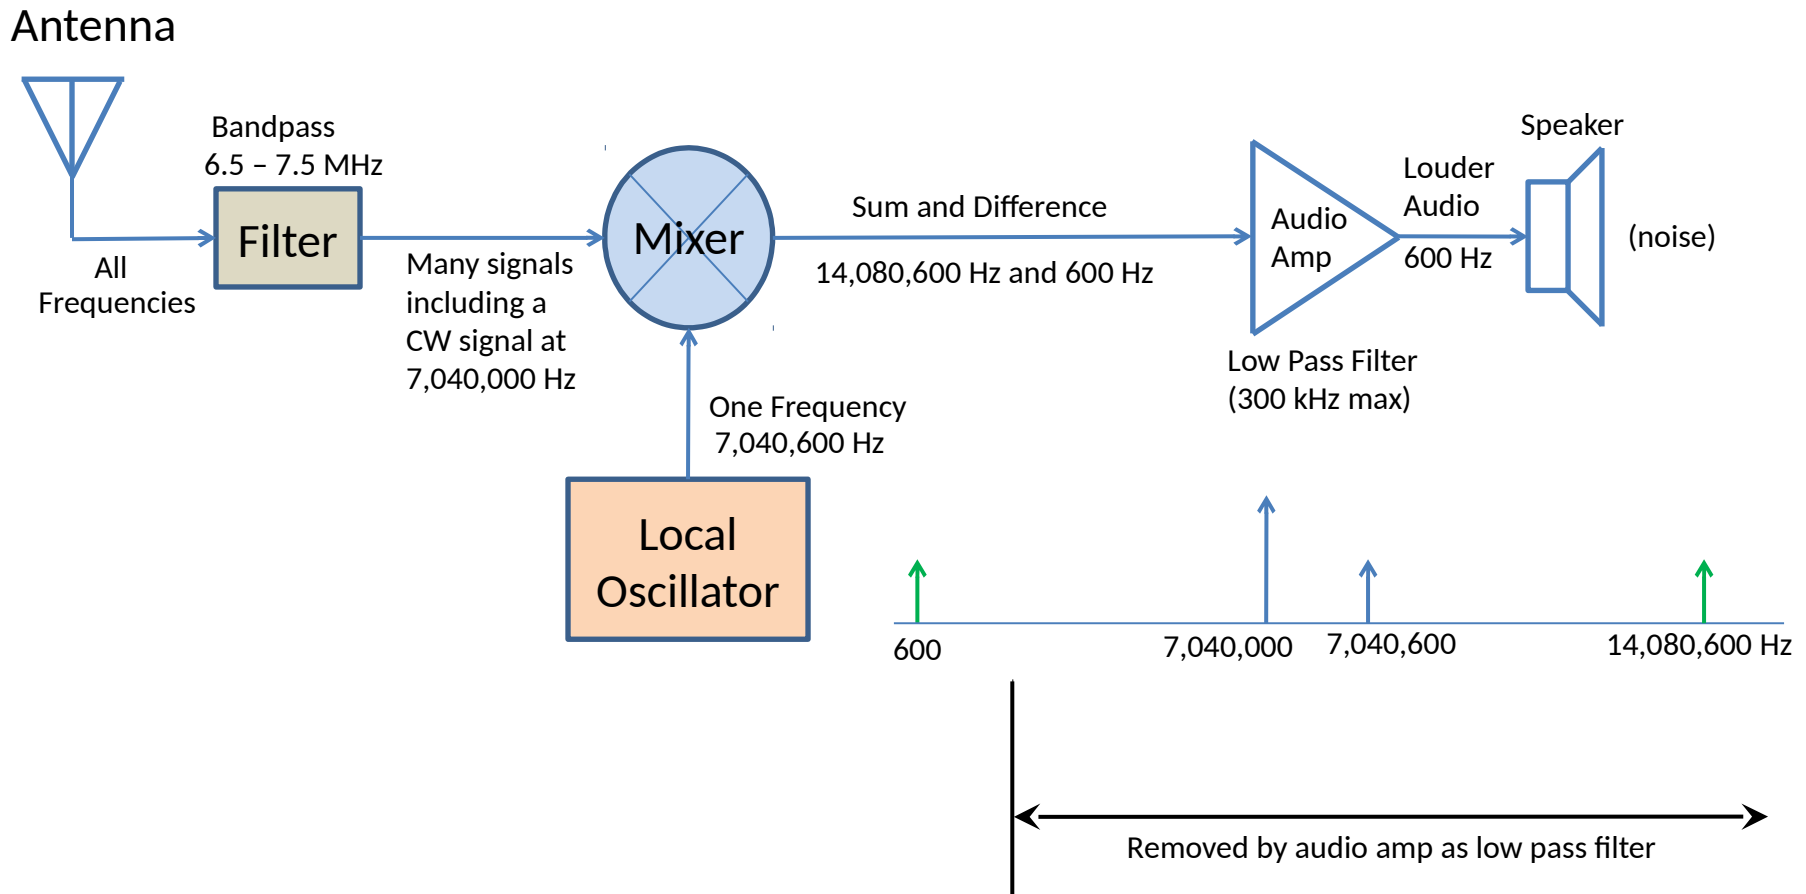 Antenna
Bandpass
6.5 – 7.5 MHz
Filter
All
Frequencies
Many signals
including a
CW signal at
7,040,000 Hz
Mixer
One Frequency
7,040,600 Hz
Local
Oscillator
Sum and Difference
14,080,600 Hz and 600 Hz
Audio
Amp
Low Pass Filter
(300 kHz max)
Louder
Audio
600 Hz
Speaker
(noise)
600
7,040,000
7,040,600
14,080,600 Hz
Removed by audio amp as low pass filter